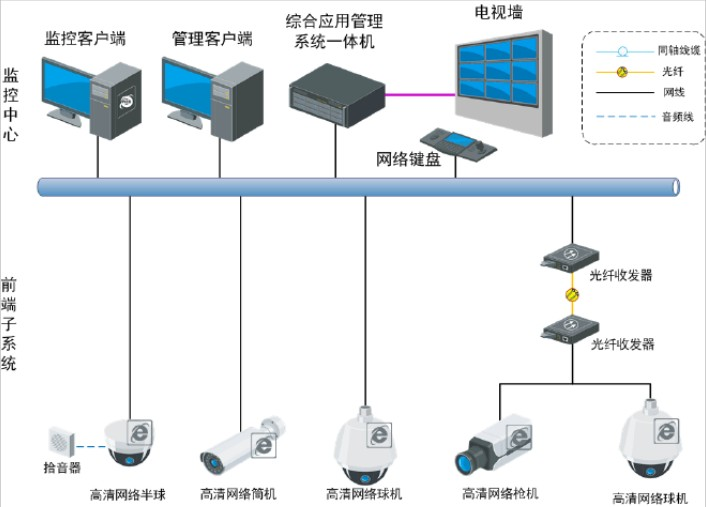 监控中心
监控客户端
管理客户端
综合应用管理
系统一体机
电视墙
网络键盘
同轴线缆
光纤
网线
音频线
前端子系统
光纤收发器
光纤收发器
拾音器
高清网络半球
高清网络筒机
高清网络球机
高清网络枪机
高清网络球机